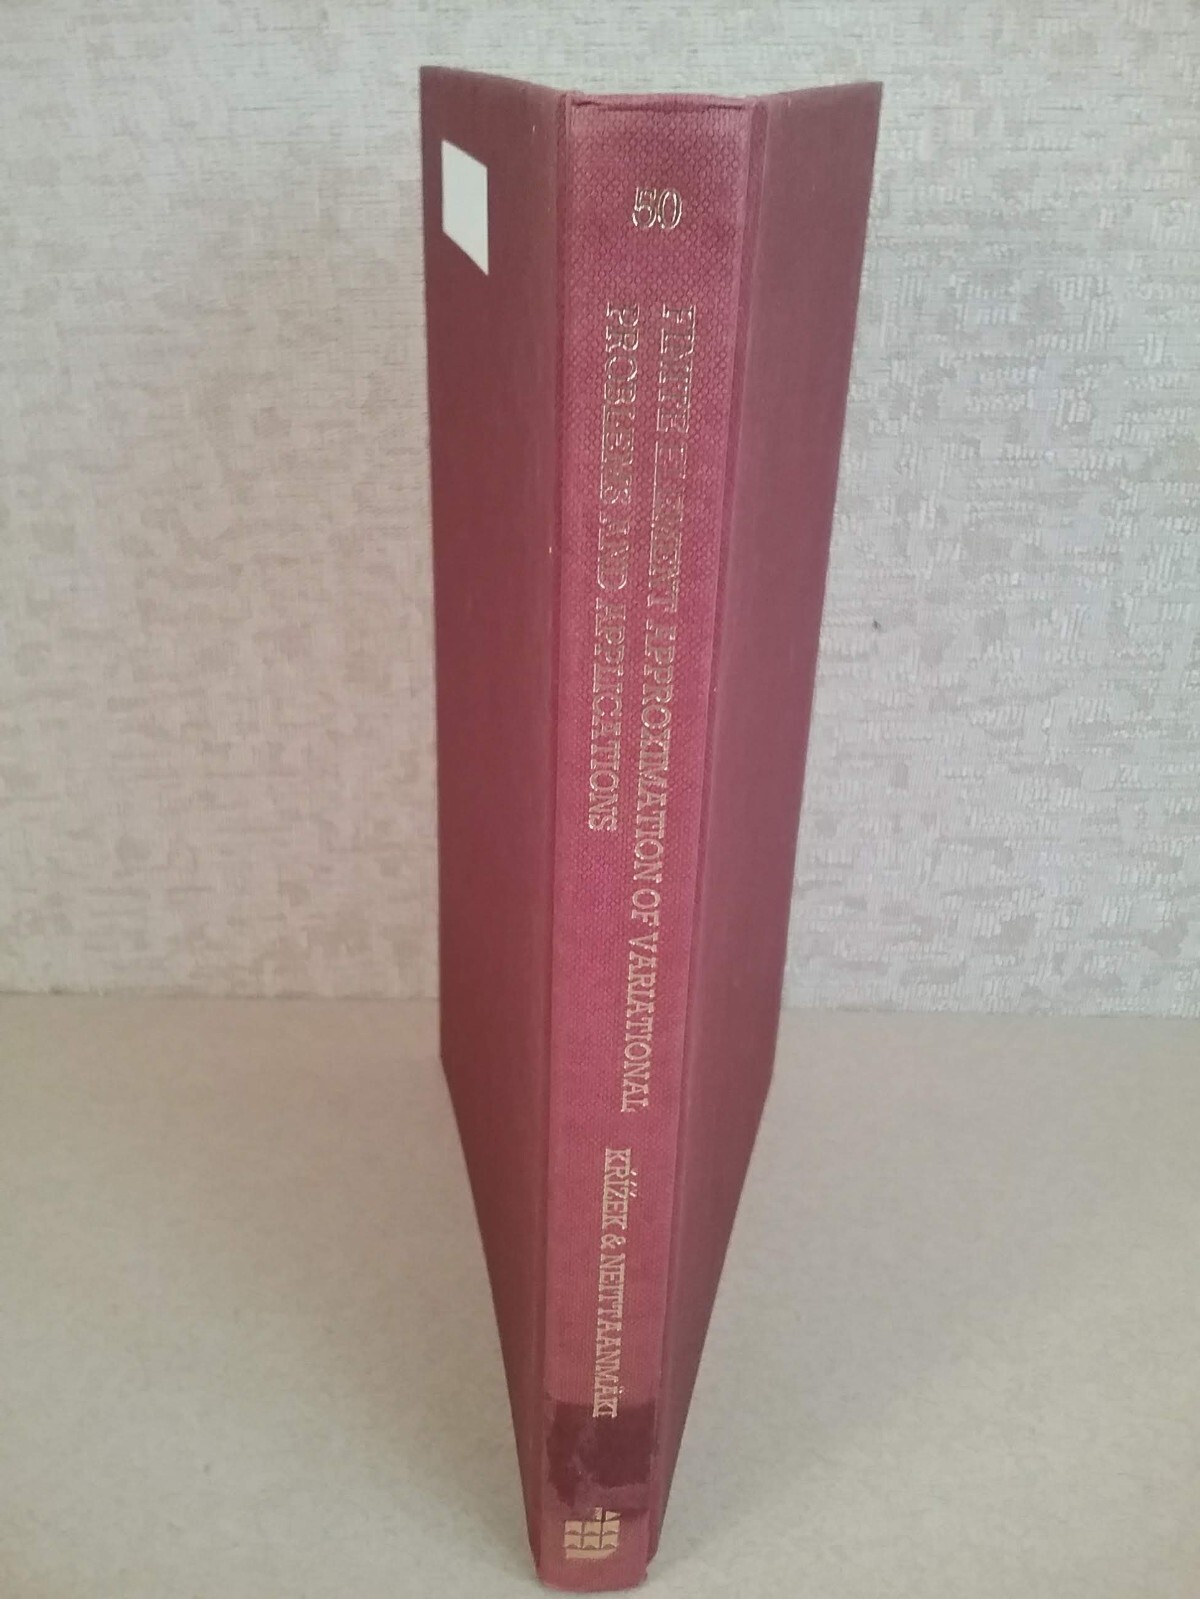 50
FINITE ELEMENT APPROXIMATION OF VARIATIONAL
PROBLEMS AND APPLICATIONS
KŘÍŽEK & NEITTAANMÄKI